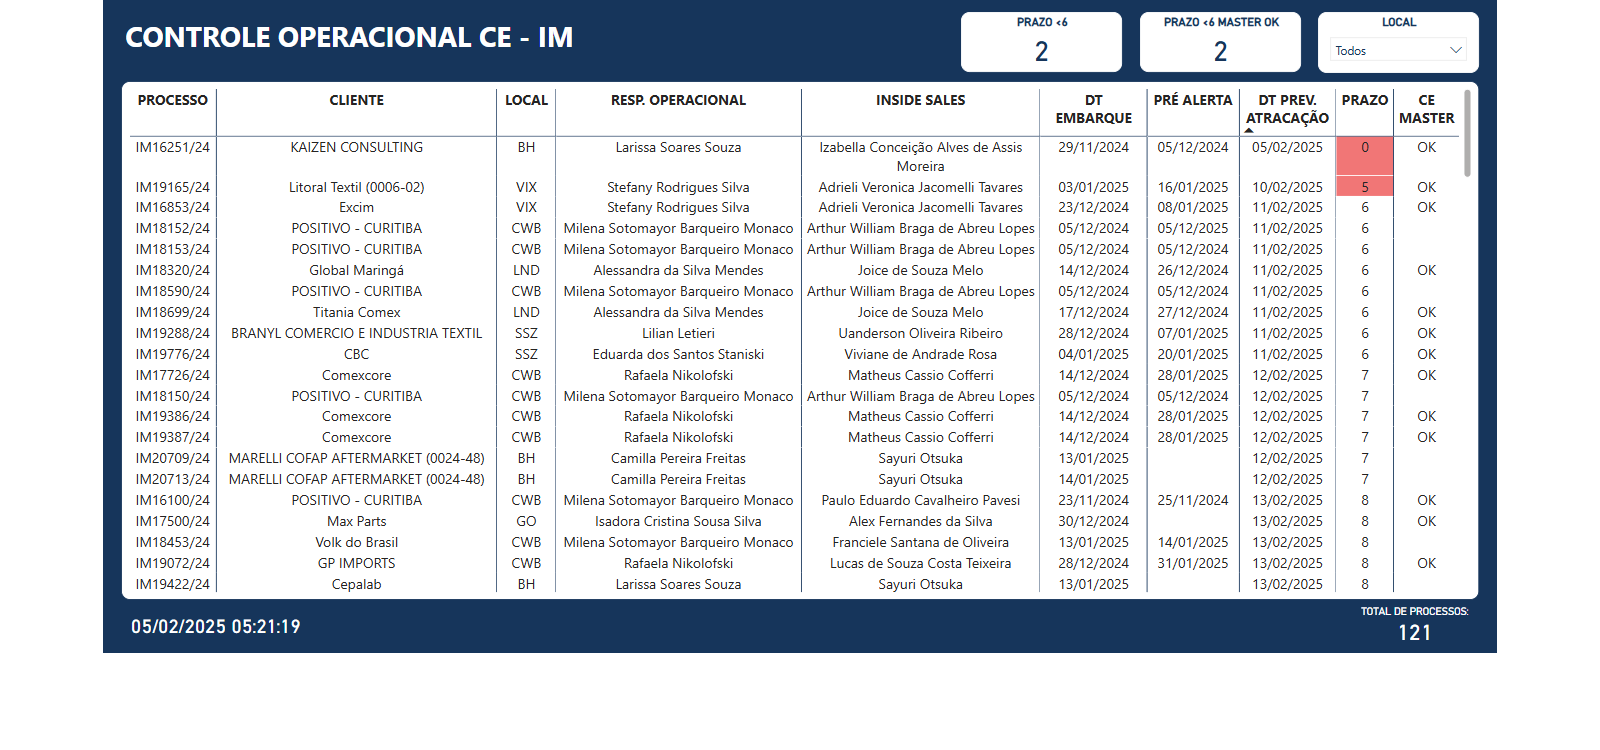 CONTROLE OPERACIONAL CE - IM
PRAZO <6
2
PRAZO <6 MASTER OK
2
LOCAL
Todos
PROCESSO CLIENTE LOCAL RESP. OPERACIONAL INSIDE SALES DT EMBARQUE PRÉ ALERTA DT PREV. ATRACAÇÃO PRAZO CE MASTER
IM16251/24 KAIZEN CONSULTING BH Larissa Soares Souza Izabella Conceição Alves de Assis Moreira 29/11/2024 05/12/2024 05/02/2025 0 OK
IM19165/24 Litoral Textil (0006-02) VIX Stefany Rodrigues Silva Adrieli Veronica Jacomelli Tavares 03/01/2025 16/01/2025 10/02/2025 5 OK
IM16853/24 Excim VIX Stefany Rodrigues Silva Adrieli Veronica Jacomelli Tavares 23/12/2024 08/01/2025 11/02/2025 6 OK
IM18152/24 POSITIVO - CURITIBA CWB Milena Sotomayor Barqueiro Monaco Arthur William Braga de Abreu Lopes 05/12/2024 05/12/2024 11/02/2025 6
IM18153/24 POSITIVO - CURITIBA CWB Milena Sotomayor Barqueiro Monaco Arthur William Braga de Abreu Lopes 05/12/2024 05/12/2024 11/02/2025 6
IM18320/24 Global Maringá LND Alessandra da Silva Mendes Joice de Souza Melo 14/12/2024 26/12/2024 11/02/2025 6 OK
IM18590/24 POSITIVO - CURITIBA CWB Milena Sotomayor Barqueiro Monaco Arthur William Braga de Abreu Lopes 05/12/2024 05/12/2024 11/02/2025 6
IM18699/24 Titania Comex LND Alessandra da Silva Mendes Joice de Souza Melo 17/12/2024 27/12/2024 11/02/2025 6 OK
IM19288/24 BRANYL COMERCIO E INDUSTRIA TEXTIL SSZ Lilian Letieri Uanderson Oliveira Ribeiro 28/12/2024 07/01/2025 11/02/2025 6 OK
IM19776/24 CBC SSZ Eduarda dos Santos Staniski Viviane de Andrade Rosa 04/01/2025 20/01/2025 11/02/2025 6 OK
IM17726/24 Comexcore CWB Rafaela Nikolofski Matheus Cassio Cofferri 14/12/2024 28/01/2025 12/02/2025 7 OK
IM18150/24 POSITIVO - CURITIBA CWB Milena Sotomayor Barqueiro Monaco Arthur William Braga de Abreu Lopes 05/12/2024 05/12/2024 12/02/2025 7
IM19386/24 Comexcore CWB Rafaela Nikolofski Matheus Cassio Cofferri 14/12/2024 28/01/2025 12/02/2025 7 OK
IM19387/24 Comexcore CWB Rafaela Nikolofski Matheus Cassio Cofferri 14/12/2024 28/01/2025 12/02/2025 7 OK
IM20709/24 MARELLI COFAP AFTERMARKET (0024-48) BH Camilla Pereira Freitas Sayuri Otsuka 13/01/2025 12/02/2025 7
IM20713/24 MARELLI COFAP AFTERMARKET (0024-48) BH Camilla Pereira Freitas Sayuri Otsuka 14/01/2025 12/02/2025 7
IM16100/24 POSITIVO - CURITIBA CWB Milena Sotomayor Barqueiro Monaco Paulo Eduardo Cavalheiro Pavesi 23/11/2024 25/11/2024 13/02/2025 8 OK
IM17500/24 Max Parts GO Isadora Cristina Sousa Silva Alex Fernandes da Silva 30/12/2024 13/02/2025 8 OK
IM18453/24 Volk do Brasil CWB Milena Sotomayor Barqueiro Monaco Franciele Santana de Oliveira 13/01/2025 14/01/2025 13/02/2025 8
IM19072/24 GP IMPORTS CWB Rafaela Nikolofski Lucas de Souza Costa Teixeira 28/12/2024 31/01/2025 13/02/2025 8 OK
IM19422/24 Cepalab BH Larissa Soares Souza Sayuri Otsuka 13/01/2025 13/02/2025 8
05/02/2025 05:21:19
TOTAL DE PROCESSOS:
121